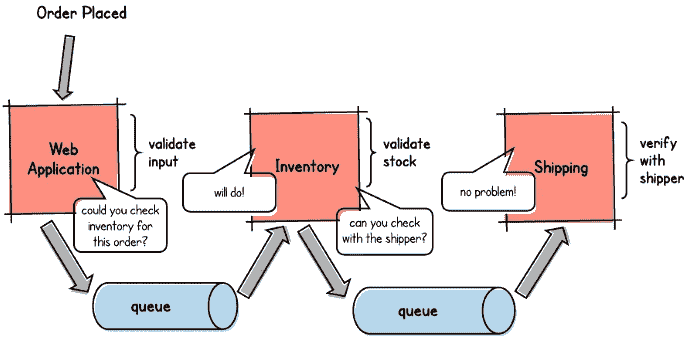 Order Placed
Web
Application
validate
input
could you check
inventory for
this order?
queue
will do!
Inventory
validate
stock
can you check
with the shipper?
queue
no problem!
Shipping
verify
with
shipper